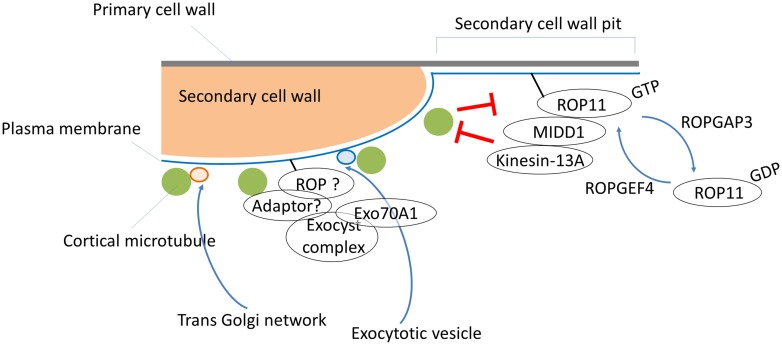 Primary cell wall
Secondary cell wall pit
Secondary cell wall
Plasma membrane
GTP
ROP11
MIDD1
Kinesin-13A
ROPGAP3
ROPGEF4
GDP
ROP11
ROP ?
Adaptor?
Exo70A1
Exocyst
complex
Cortical microtubule
Trans Golgi network
Exocytotic vesicle